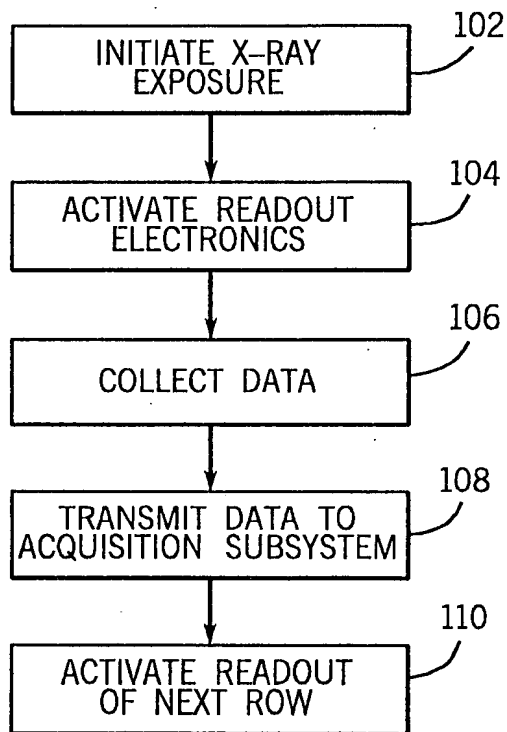 102
INITIATE X-RAY
EXPOSURE
104
ACTIVATE READOUT
ELECTRONICS
106
COLLECT DATA
108
TRANSMIT DATA TO
ACQUISITION SUBSYSTEM
110
ACTIVATE READOUT
OF NEXT ROW